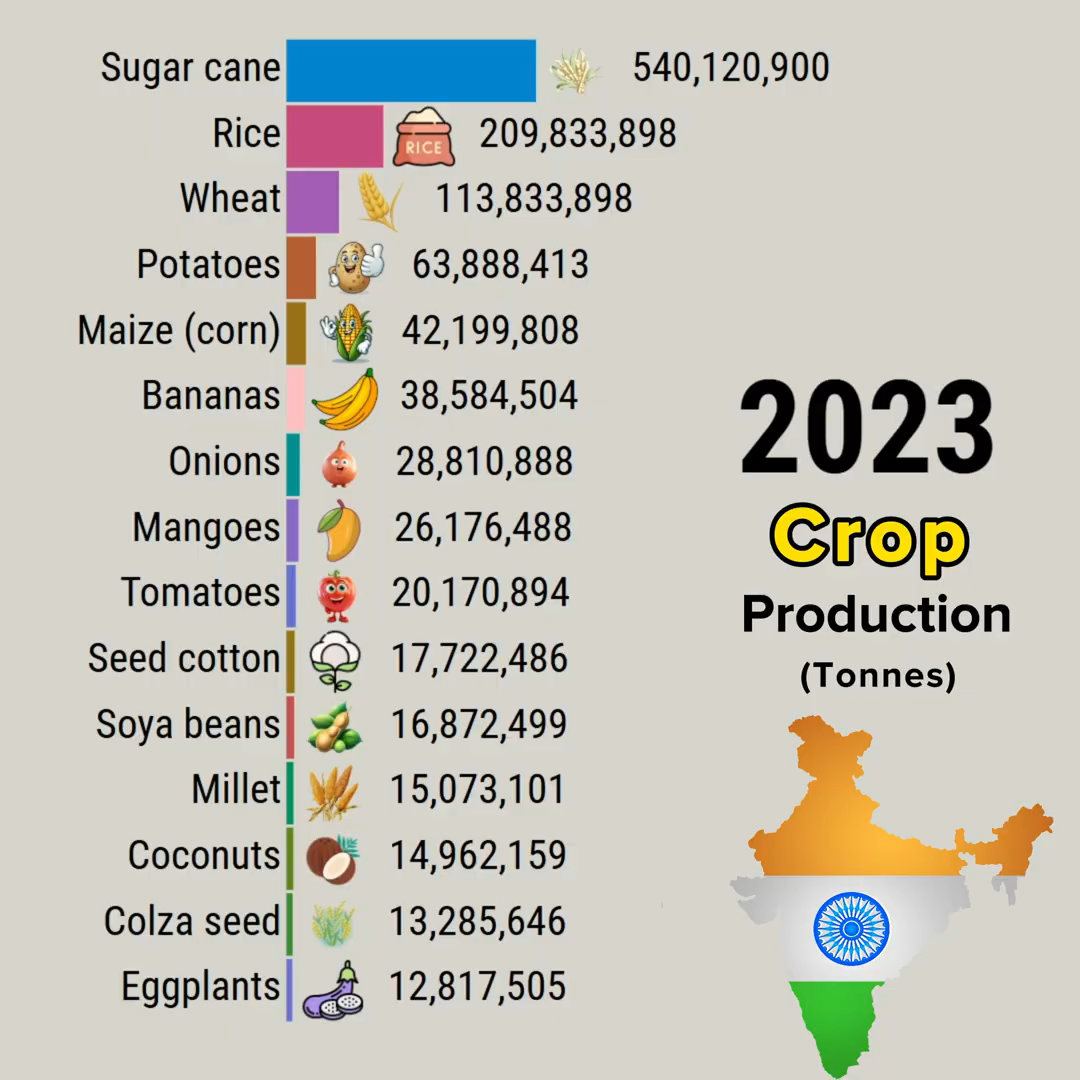 Sugar cane 540,120,900
Rice RICE 209,833,898
Wheat 113,833,898
Potatoes 63,888,413
Maize (corn) 42,199,808
Bananas 38,584,504
Onions 28,810,888
Mangoes 26,176,488
Tomatoes 20,170,894
Seed cotton 17,722,486
Soya beans 16,872,499
Millet 15,073,101
Coconuts 14,962,159
Colza seed 13,285,646
Eggplants 12,817,505
2023
Crop
Production
(Tonnes)